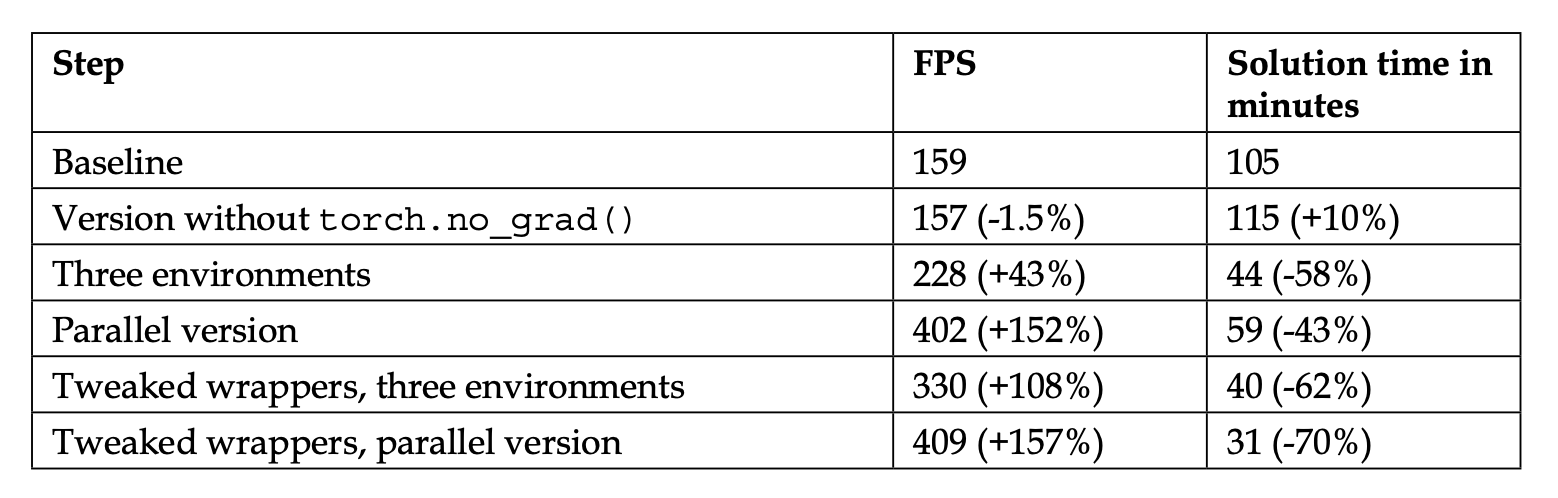 Step FPS Solution time in
minutes
Baseline 159 105
Version without torch.no_grad() 157 (-1.5%) 115 (+10%)
Three environments 228 (+43%) 44 (-58%)
Parallel version 402 (+152%) 59 (-43%)
Tweaked wrappers, three environments 330 (+108%) 40 (-62%)
Tweaked wrappers, parallel version 409 (+157%) 31 (-70%)